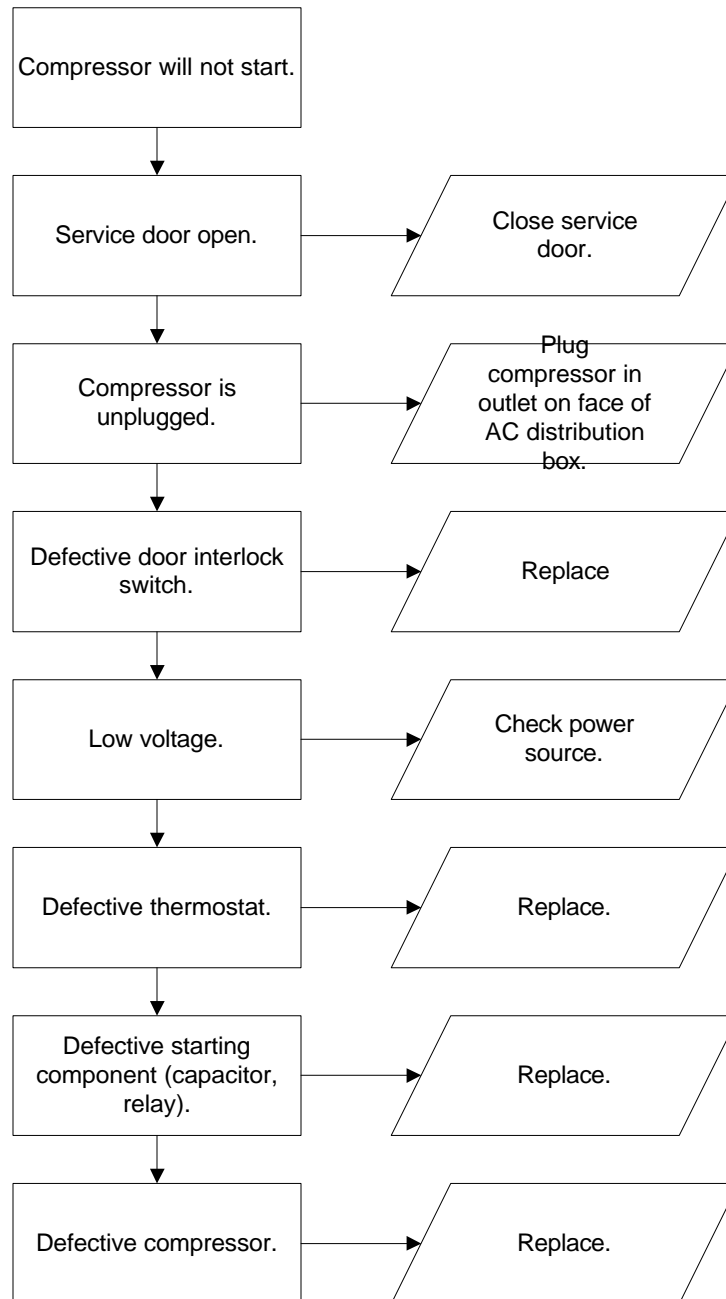 Compressor will not start.
Service door open.
Close service
door.
Compressor is
unplugged.
Plug
compressor in
outlet on face of
AC distribution
box.
Defective door interlock
switch.
Replace
Low voltage.
Check power
source.
Defective thermostat.
Replace.
Defective starting
component (capacitor,
relay).
Replace.
Defective compressor.
Replace.